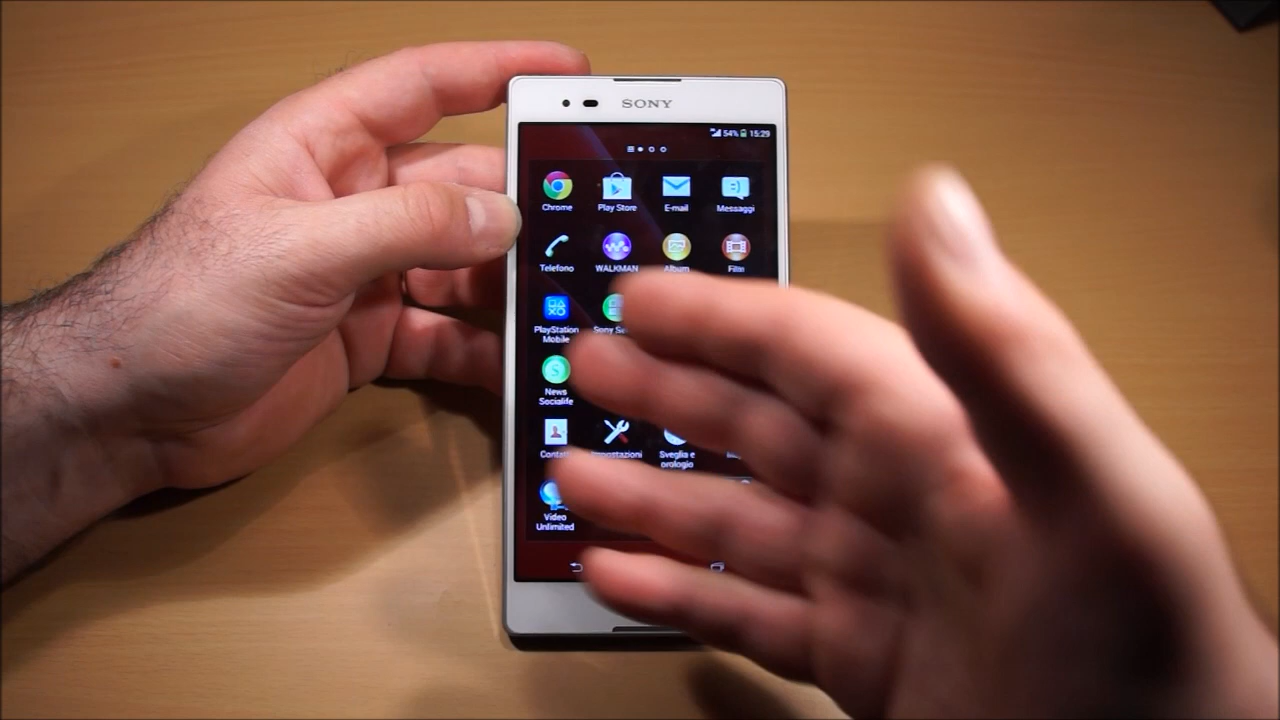 SONY
54% 15:29
Chrome Play Store E-mail Messaggi
Telefono WALKMAN Album Film
PlayStation Mobile Sony
News Socialife
Sveglia e orologio
Video Unlimited